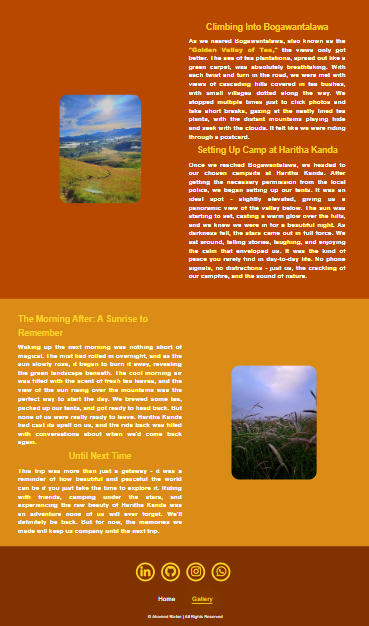 Climbing Into Bogawantalawa
As we neared Bogawantalawa, also known as the
"Golden Valley of Tea," the views only got
better. The sea of tea plantations, spread out like a
green carpet, was absolutely breathtaking. With
each twist and turn in the road, we were met with
views of cascading hills covered in tea bushes,
with small villages dotted along the way. We
stopped multiple times just to click photos and
take short breaks, gazing at the neatly lined tea
plants, with the distant mountains playing hide
and seek with the clouds. It felt like we were riding
through a postcard.
Setting Up Camp at Haritha Kanda
Once we reached Bogawantalawa, we headed to
our chosen campsite at Haritha Kanda. After
getting the necessary permission from the local
police, we began setting up our tents. It was an
ideal spot - slightly elevated, giving us a
panoramic view of the valley below. The sun was
starting to set, casting a warm glow over the hills,
and we knew we were in for a beautiful night. As
darkness fell, the stars came out in full force. We
sat around, telling stories, laughing, and enjoying
the calm that enveloped us. It was the kind of
peace you rarely find in day-to-day life. No phone
signals, no distractions - just us, the crackling of
our campfire, and the sound of nature.
The Morning After: A Sunrise to
Remember
Waking up the next morning was nothing short of
magical. The mist had rolled in overnight, and as the
sun slowly rose, it began to burn it away, revealing
the green landscape beneath. The cool morning air
was filled with the scent of fresh tea leaves, and the
view of the sun rising over the mountains was the
perfect way to start the day. We brewed some tea,
packed up our tents, and got ready to head back. But
none of us were really ready to leave. Haritha Kanda
had cast its spell on us, and the ride back was filled
with conversations about when we'd come back
again.
Until Next Time
This trip was more than just a getaway - it was a
reminder of how beautiful and peaceful the world
can be if you just take the time to explore it. Riding
with friends, camping under the stars, and
experiencing the raw beauty of Haritha Kanda was
an adventure none of us will ever forget. We'll
definitely be back. But for now, the memories we
made will keep us company until the next trip.
Home Gallery
© Ahamed | All Rights Reserved